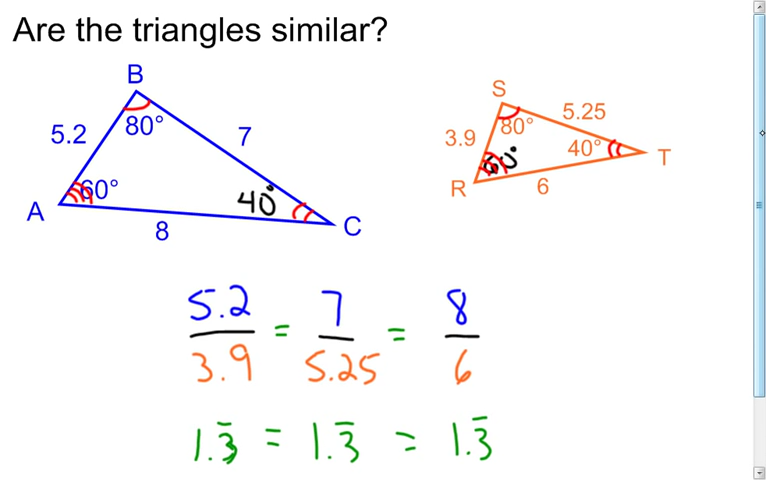 Are the triangles similar?
B
5.2
80°
7
60°
A
40°
C
8
S
5.25
3.9
80°
40°
T
60°
R
6
5.2/3.9 = 7/5.25 = 8/6
1.3̅ = 1.3̅ = 1.3̅